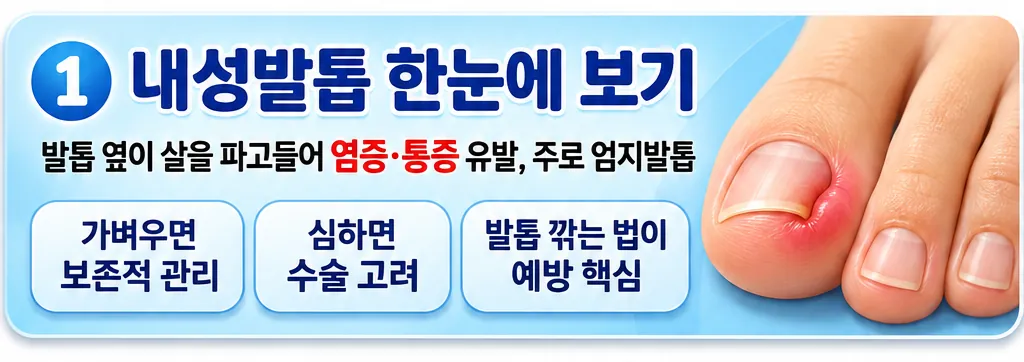 1 내성발톱 한눈에 보기
발톱 옆이 살을 파고들어 염증·통증 유발, 주로 엄지발톱
가벼우면
보존적 관리
심하면
수술 고려
발톱 깎는 법이
예방 핵심